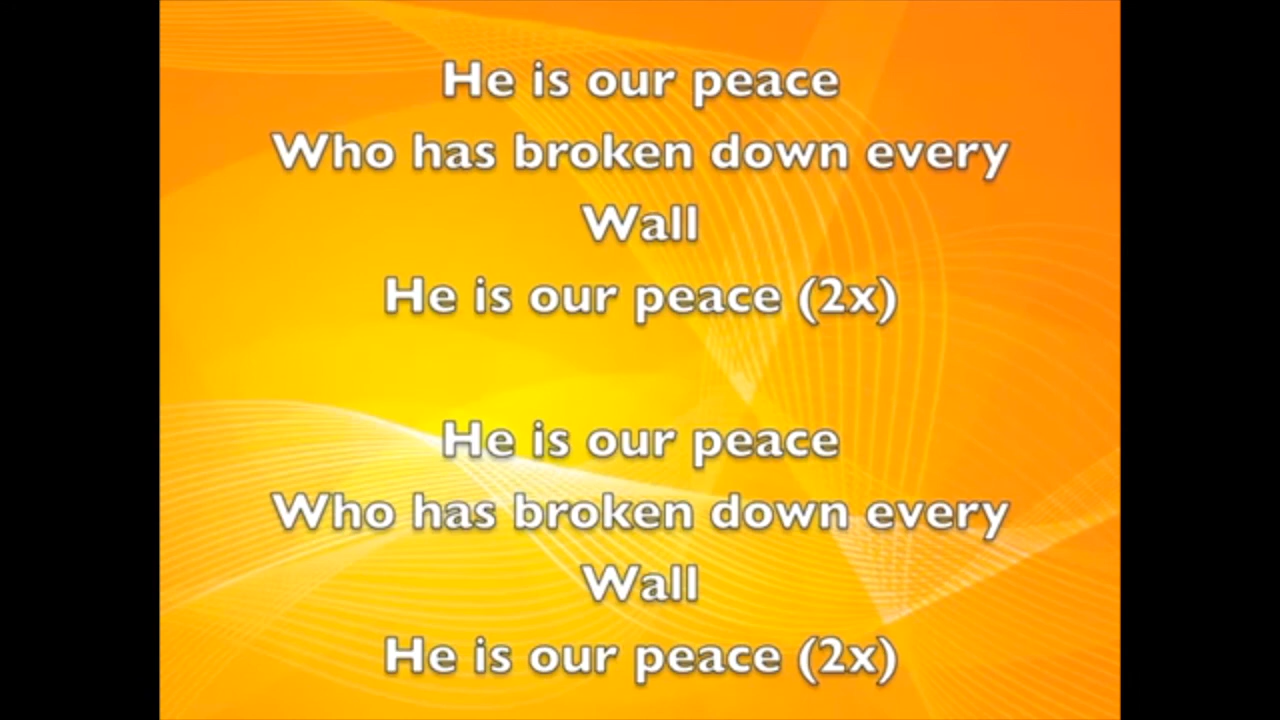 He is our peace
Who has broken down every
Wall
He is our peace (2x)
He is our peace
Who has broken down every
Wall
He is our peace (2x)